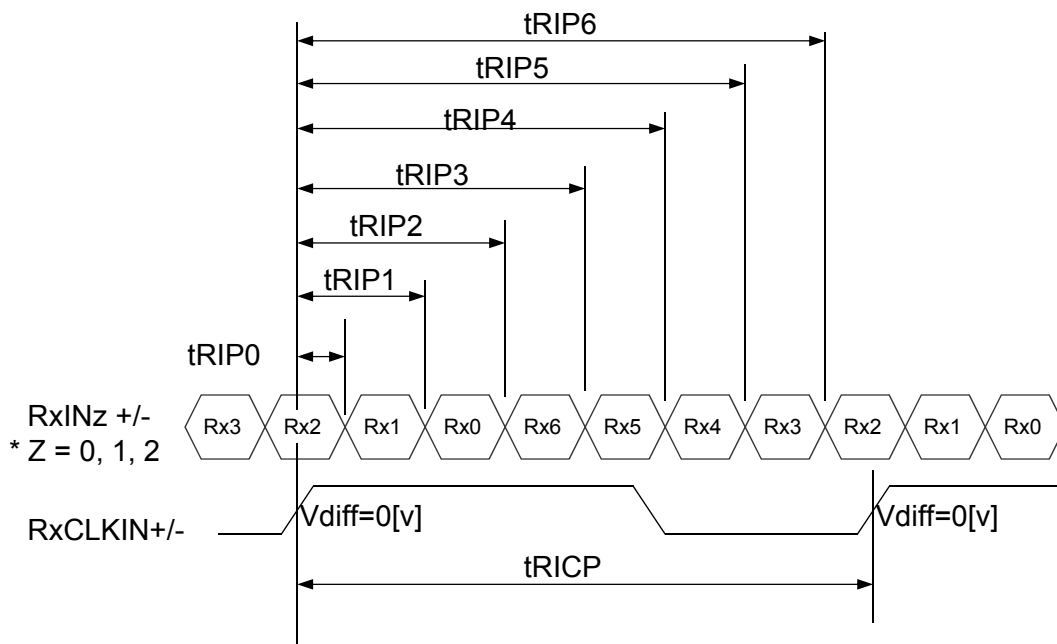 tRIP6
tRIP5
tRIP4
tRIP3
tRIP2
tRIP1
tRIP0
RxINz +/-
* Z = 0, 1, 2
Rx3 Rx2 Rx1 Rx0 Rx6 Rx5 Rx4 Rx3 Rx2 Rx1 Rx0
RxCLKIN+/-
Vdiff=0[v] Vdiff=0[v]
tRICP